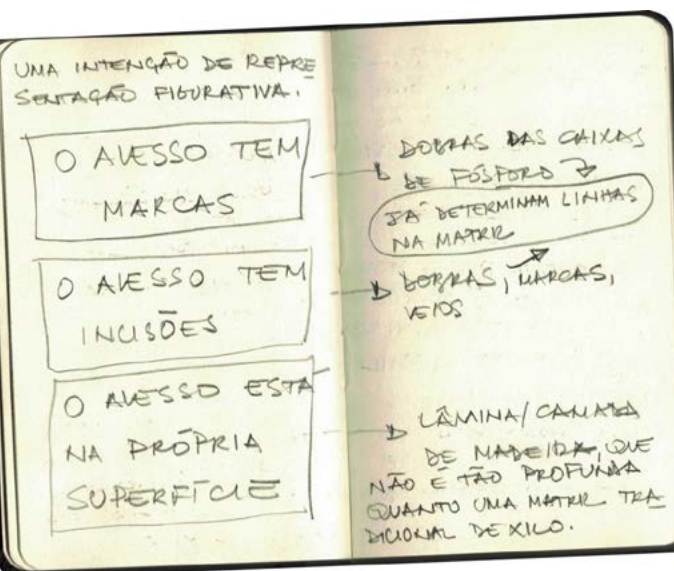 UMA INTENÇÃO DE REPRE
SENTAÇÃO FIGURATIVA.
O AVESSO TEM
MARCAS
O AVESSO TEM
INCISÕES
O AVESSO ESTÁ
NA PRÓPRIA
SUPERFÍCIE
DOBRAS DAS CAIXAS
DE FÓSFORO
JÁ DETERMINAM LINHAS
NA MATRIZ
DOBRAS, MARCAS,
VEIOS
LÂMINA/CAMADA
DE MADEIRA, QUE
NÃO É TÃO PROFUNDA
QUANTO UMA MATRIZ TRA
DICIONAL DE XILO.